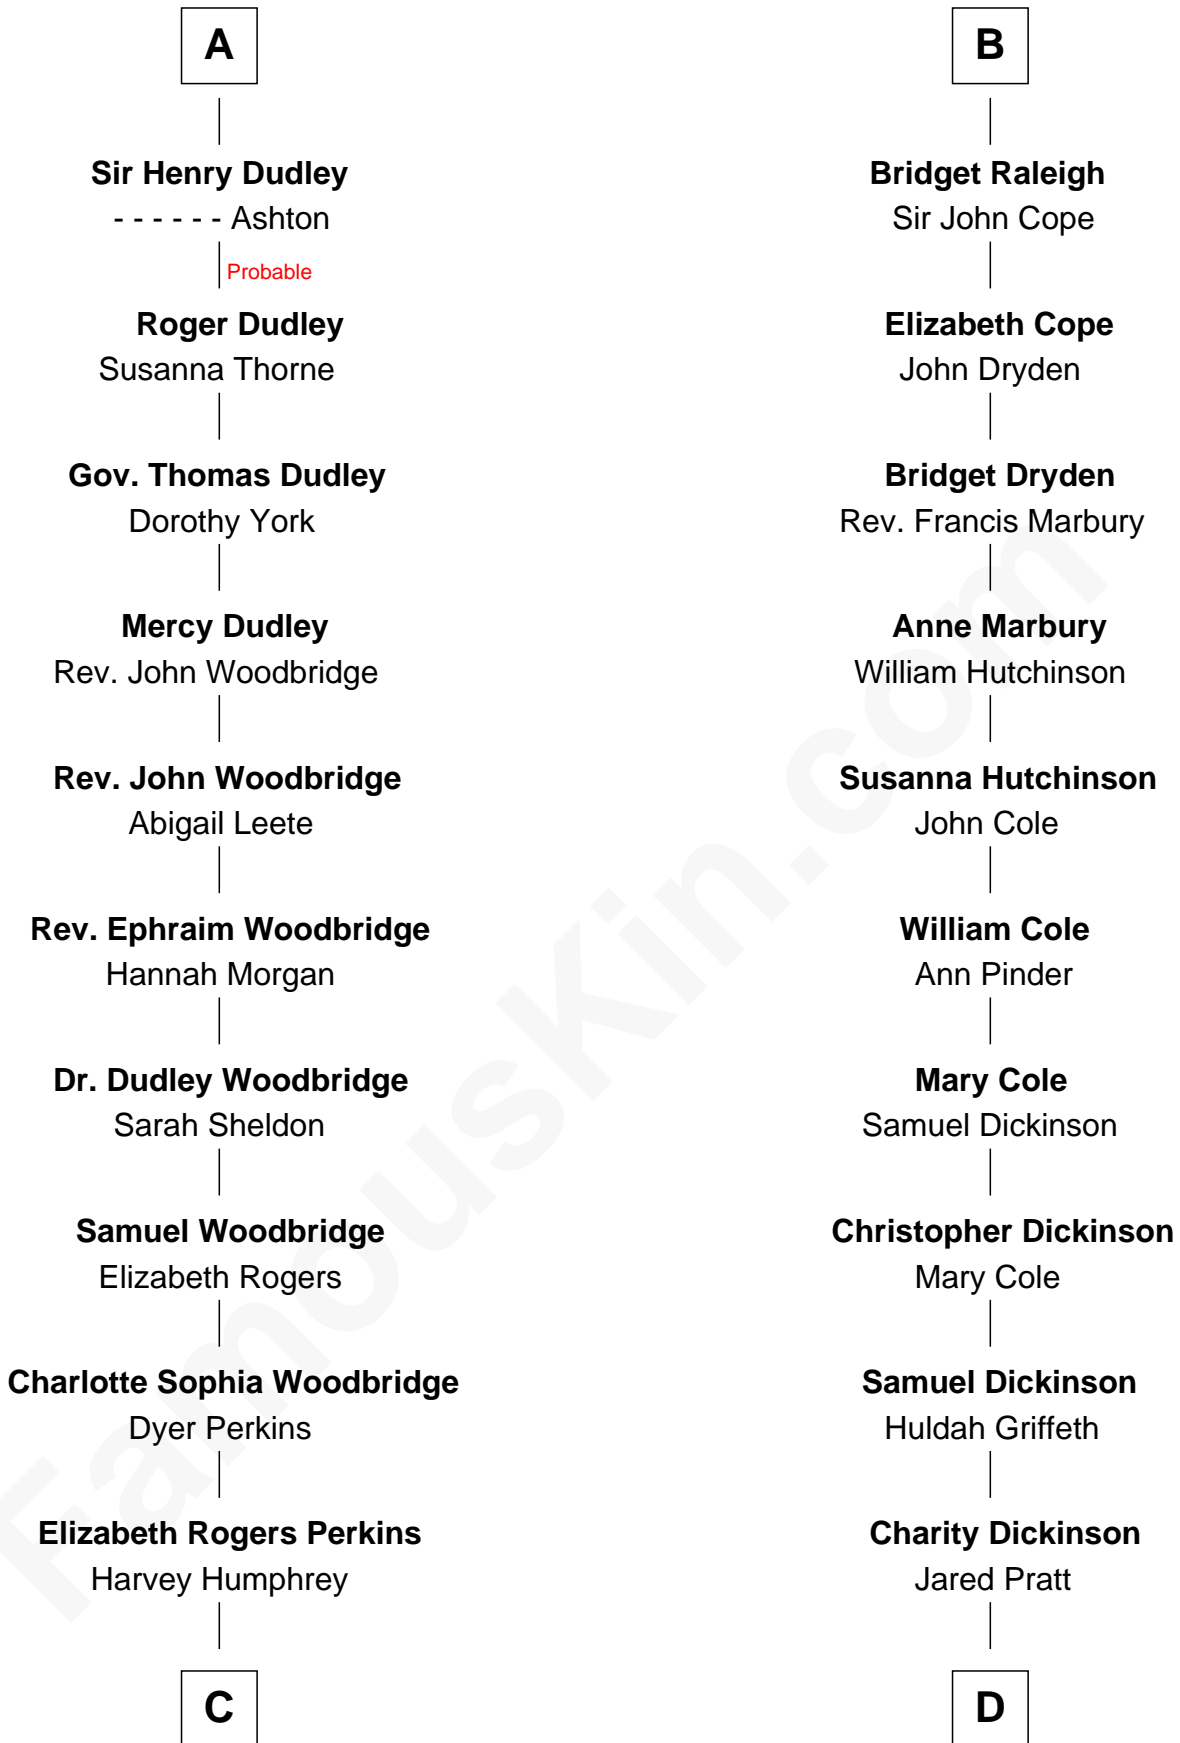 A
Sir Henry Dudley
- - - - - - Ashton
Probable
Roger Dudley
Susanna Thorne
Gov. Thomas Dudley
Dorothy York
Mercy Dudley
Rev. John Woodbridge
Rev. John Woodbridge
Abigail Leete
Rev. Ephraim Woodbridge
Hannah Morgan
Dr. Dudley Woodbridge
Sarah Sheldon
Samuel Woodbridge
Elizabeth Rogers
Charlotte Sophia Woodbridge
Dyer Perkins
Elizabeth Rogers Perkins
Harvey Humphrey
C
B
Bridget Raleigh
Sir John Cope
Elizabeth Cope
John Dryden
Bridget Dryden
Rev. Francis Marbury
Anne Marbury
William Hutchinson
Susanna Hutchinson
John Cole
William Cole
Ann Pinder
Mary Cole
Samuel Dickinson
Christopher Dickinson
Mary Cole
Samuel Dickinson
Huldah Griffeth
Charity Dickinson
Jared Pratt
D
FamousKin.com